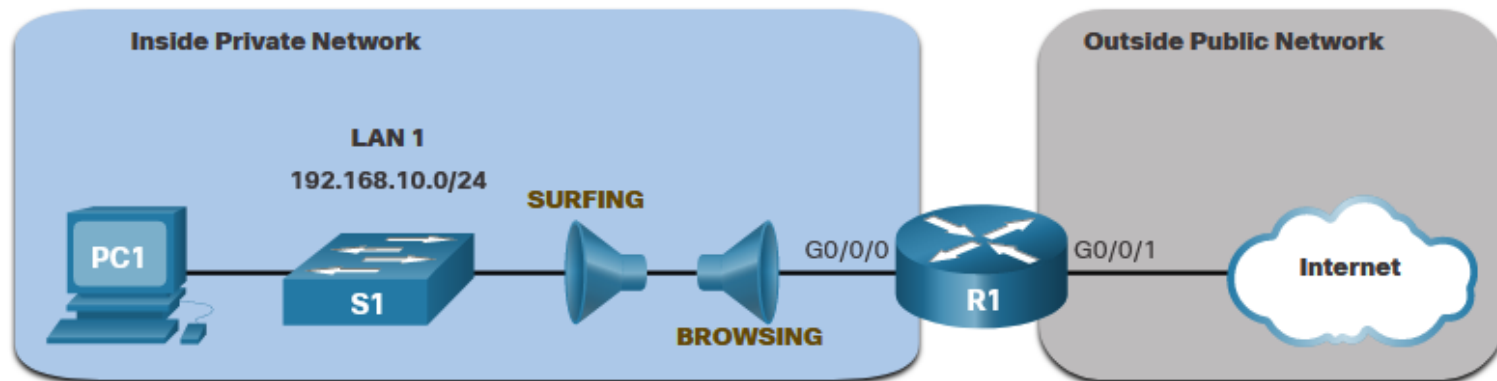 Inside Private Network
Outside Public Network
LAN 1
192.168.10.0/24
SURFING
PC1
S1
BROWSING
G0/0/0
R1
G0/0/1
Internet